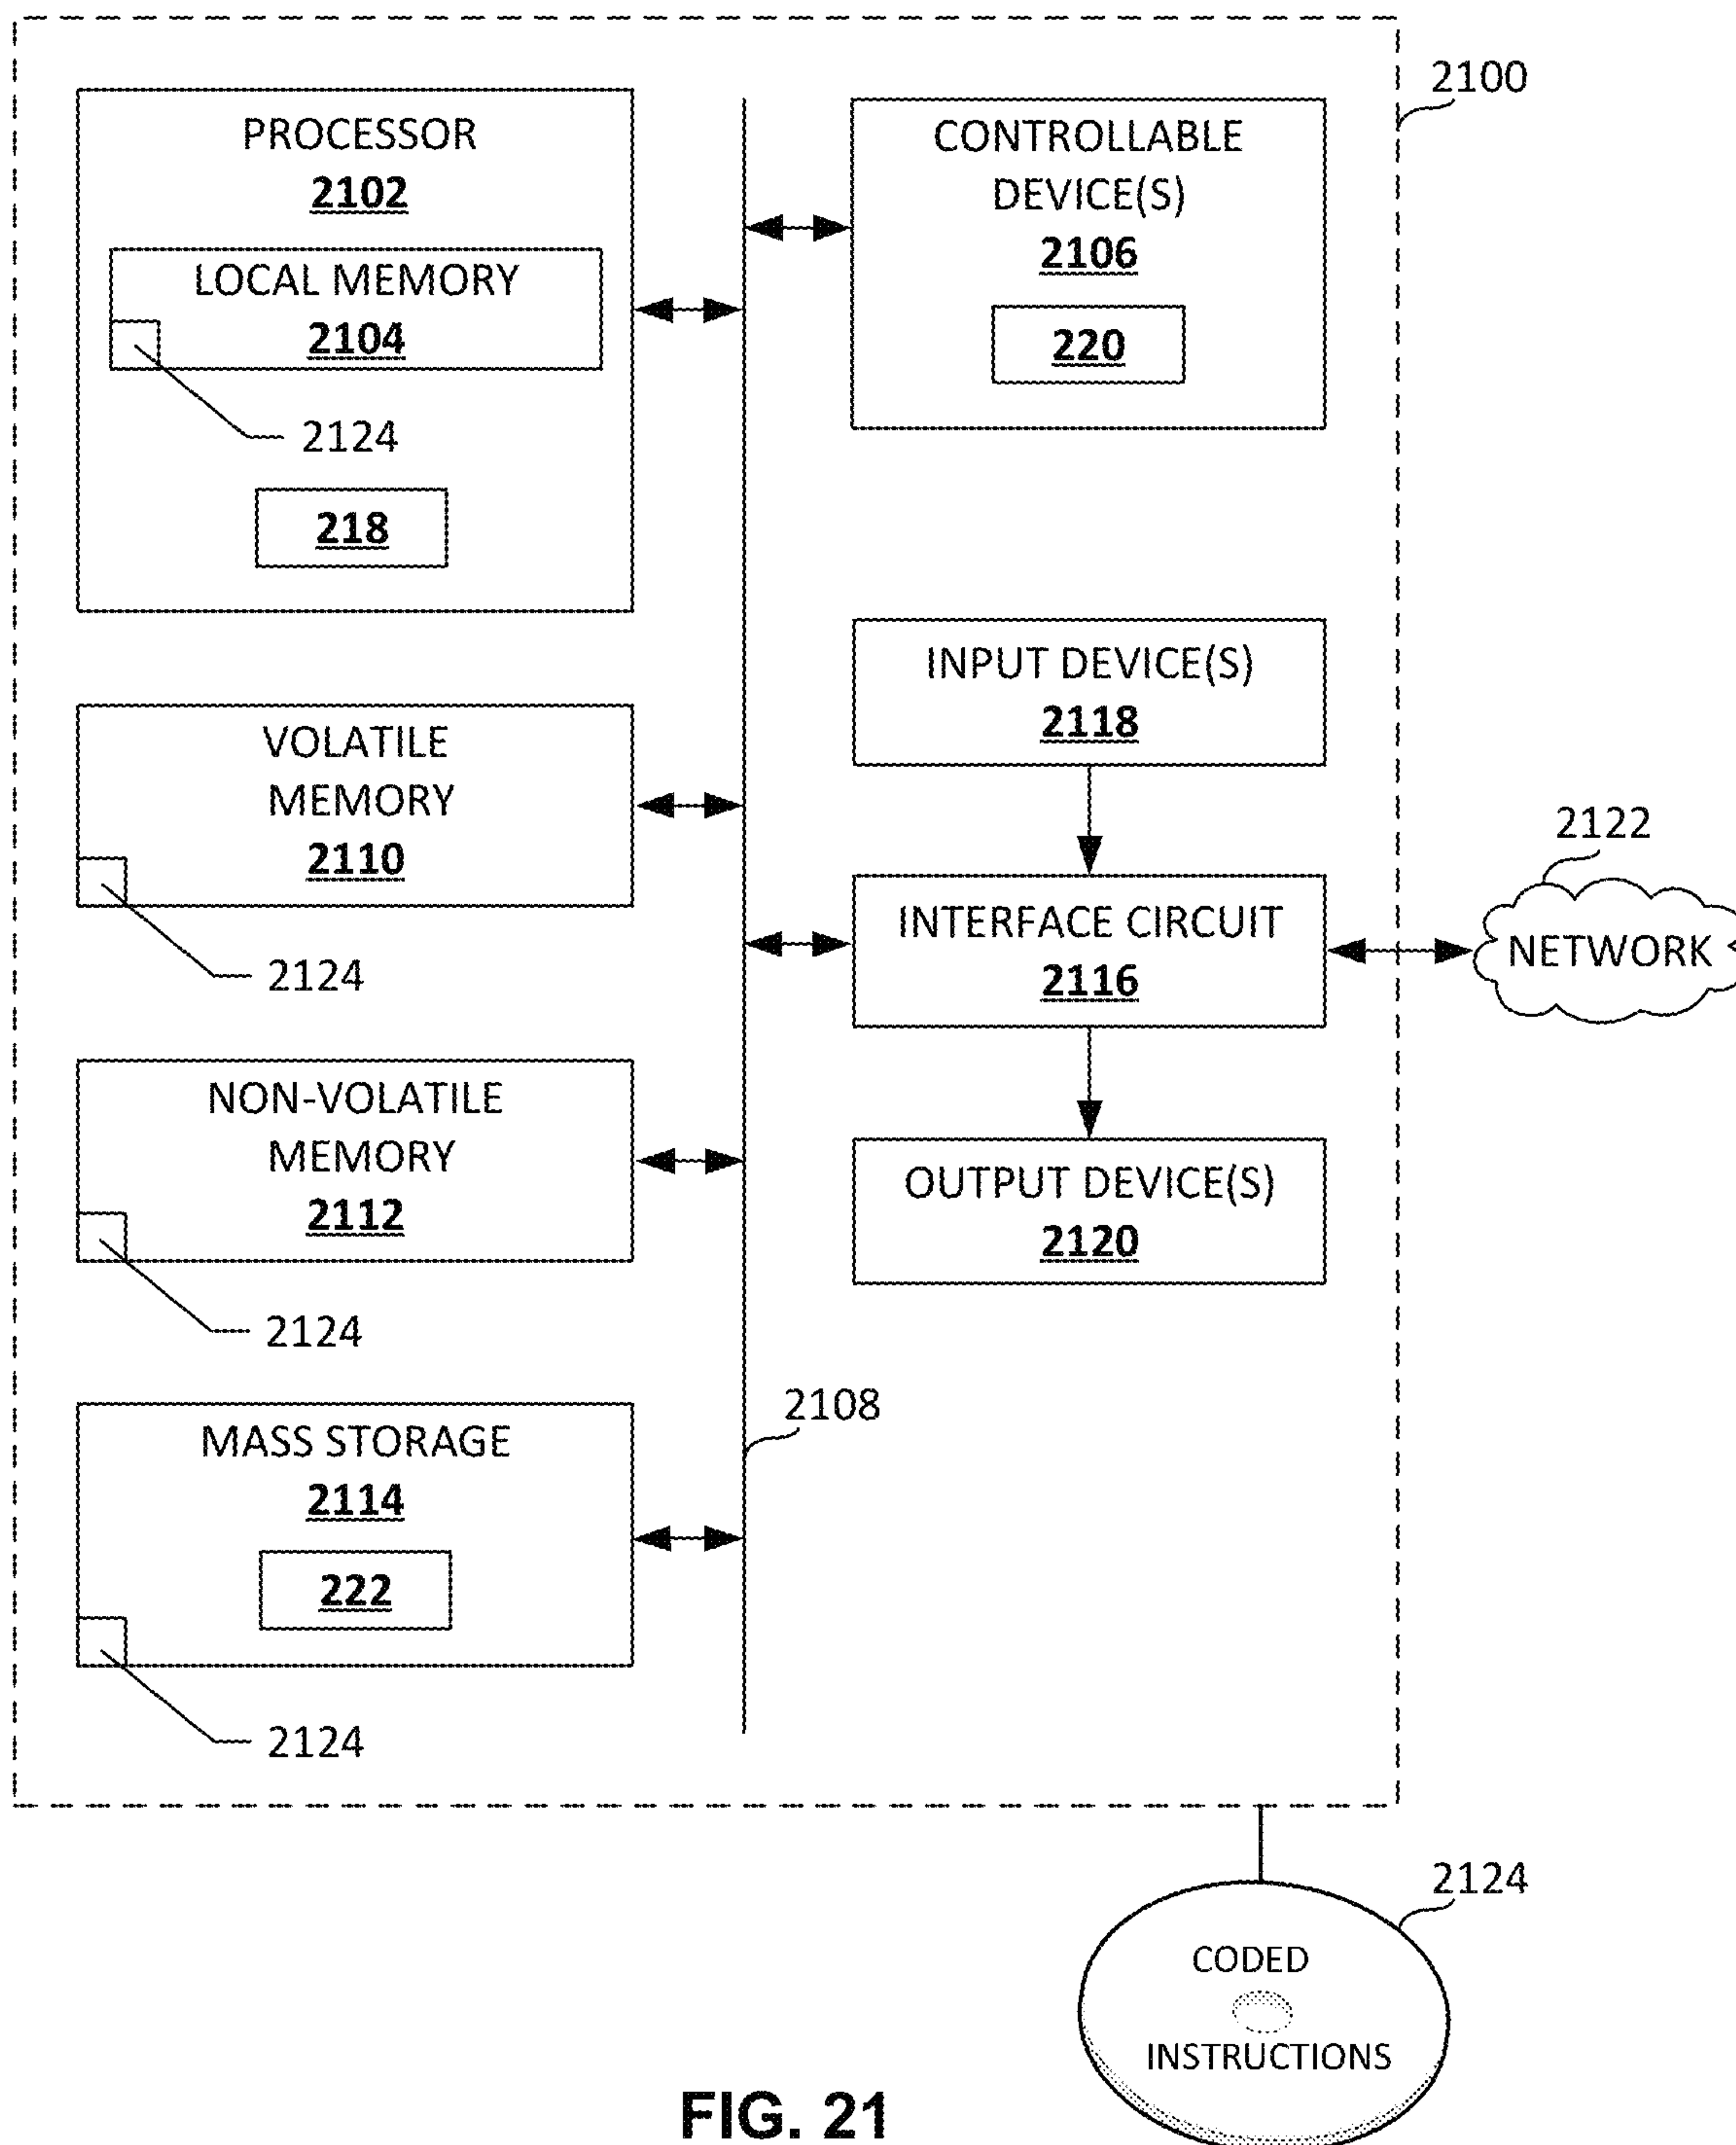 2100
PROCESSOR
2102
LOCAL MEMORY
2104
2124
218
CONTROLLABLE
DEVICE(S)
2106
220
VOLATILE
MEMORY
2110
2124
INPUT DEVICE(S)
2118
INTERFACE CIRCUIT
2116
2122
NETWORK
NON-VOLATILE
MEMORY
2112
2124
OUTPUT DEVICE(S)
2120
MASS STORAGE
2114
222
2124
2108
2124
CODED
INSTRUCTIONS
FIG. 21